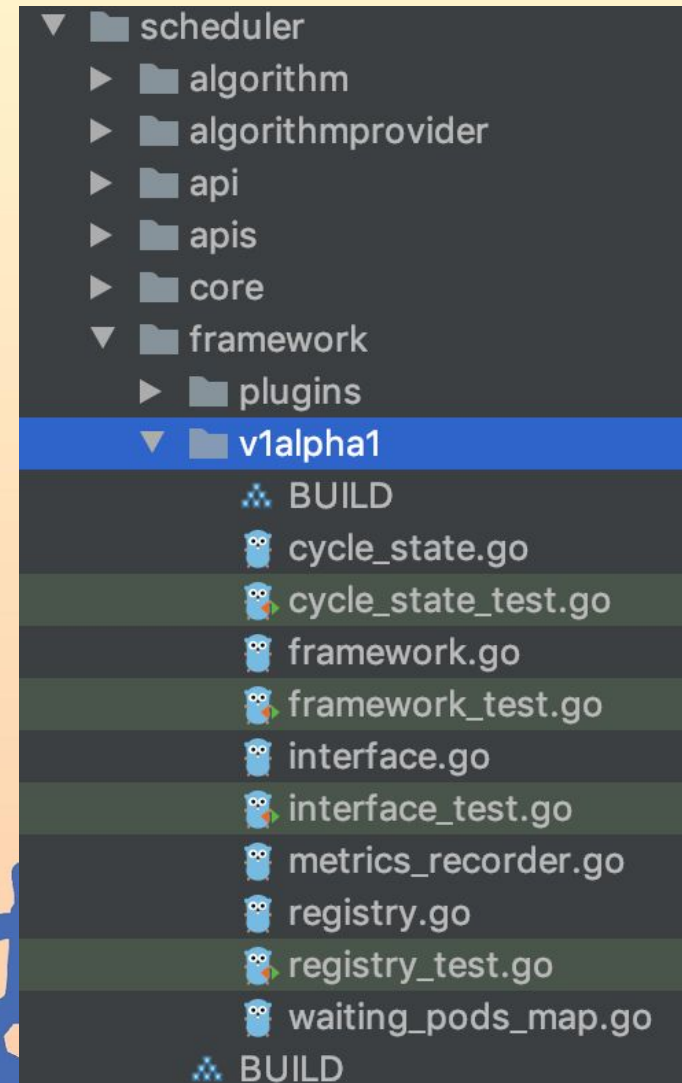 scheduler
algorithm
algorithmprovider
api
apis
core
framework
plugins
v1alpha1
BUILD
cycle_state.go
cycle_state_test.go
framework.go
framework_test.go
interface.go
interface_test.go
metrics_recorder.go
registry.go
registry_test.go
waiting_pods_map.go
BUILD